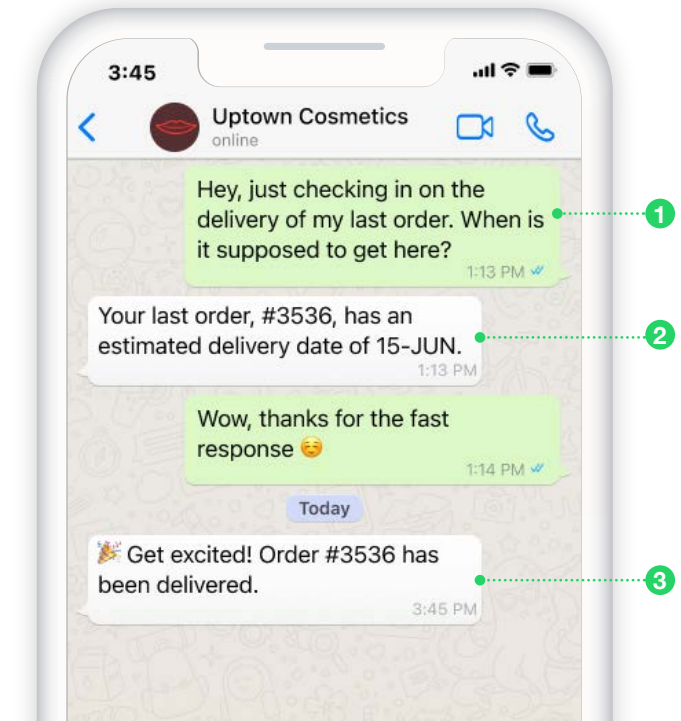 3:45
Uptown Cosmetics
online
Hey, just checking in on the
delivery of my last order. When is
it supposed to get here?
1:13 PM
1
Your last order, #3536, has an
estimated delivery date of 15-JUN.
1:13 PM
2
Wow, thanks for the fast
response ☺️
1:14 PM
Today
🎉 Get excited! Order #3536 has
been delivered.
3:45 PM
3